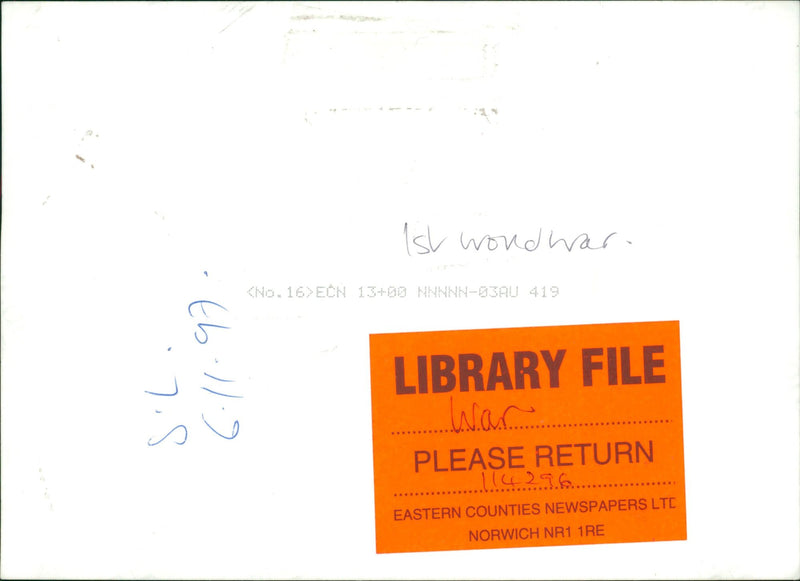 1st world war.
<No.16>ECN 13+00 NNNNN-03AU 419
S.L.
6.11.97.
LIBRARY FILE
War
PLEASE RETURN
114296
EASTERN COUNTIES NEWSPAPERS LTD
NORWICH NR1 1RE